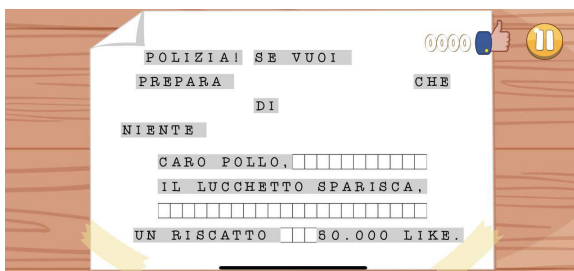 0000
POLIZIA! SE VUOI
PREPARA CHE
DI
NIENTE
CARO POLLO,
IL LUCCHETTO SPARISCA,
UN RISCATTO 50.000 LIKE.